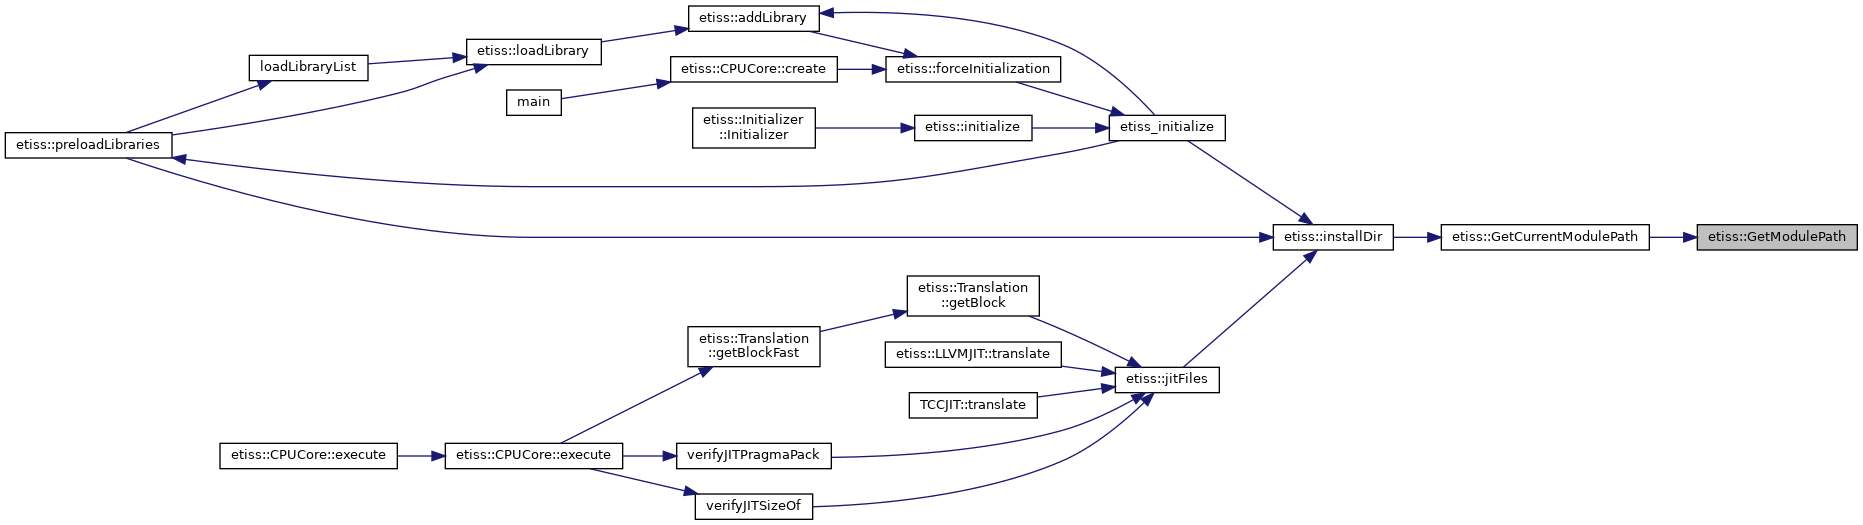 etiss::addLibrary
etiss::loadLibrary
loadLibraryList
etiss::CPUCore::create
etiss::forceInitialization
main
etiss::Initializer
::Initializer
etiss::initialize
etiss_initialize
etiss::preloadLibraries
etiss::installDir
etiss::GetCurrentModulePath
etiss::GetModulePath
etiss::Translation
::getBlock
etiss::Translation
::getBlockFast
etiss::LLVMJIT::translate
etiss::jitFiles
TCCJIT::translate
etiss::CPUCore::execute
etiss::CPUCore::execute
verifyJITPragmaPack
verifyJITSizeOf